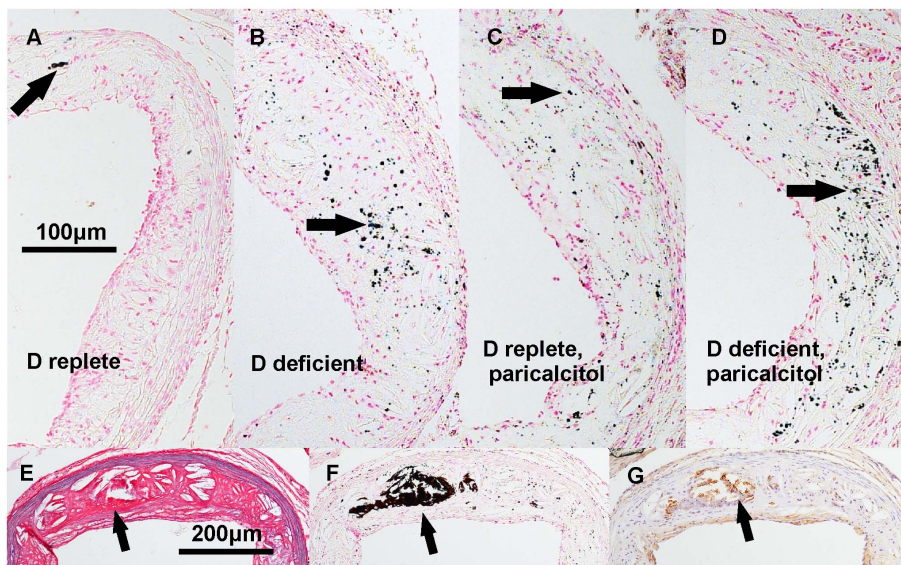 A
B
C
D
100µm
D replete
D deficient
D replete,
paricalcitol
D deficient,
paricalcitol
E
F
G
200µm